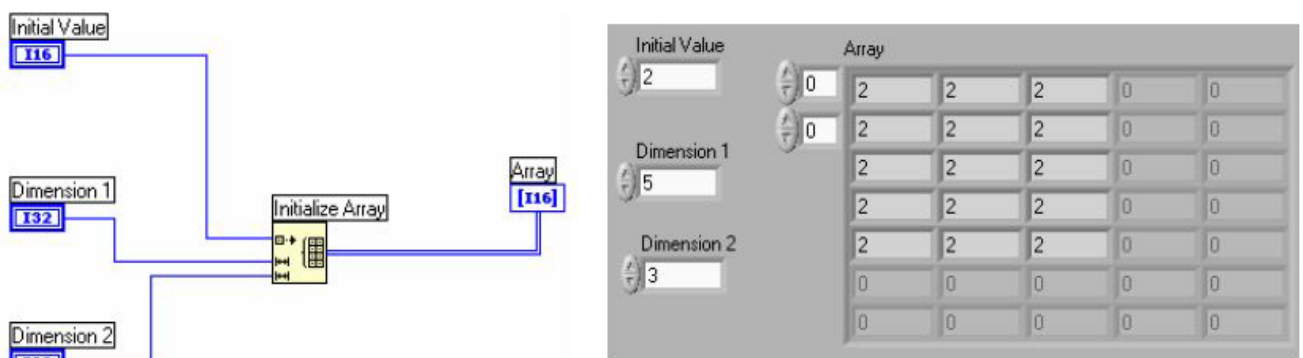 Initial Value
I16
Dimension 1
I32
Initialize Array
Array
[I16]
Dimension 2
Initial Value
2
Dimension 1
5
Dimension 2
3
Array
0
0
2 2 2 0 0
2 2 2 0 0
2 2 2 0 0
2 2 2 0 0
2 2 2 0 0
0 0 0 0 0
0 0 0 0 0